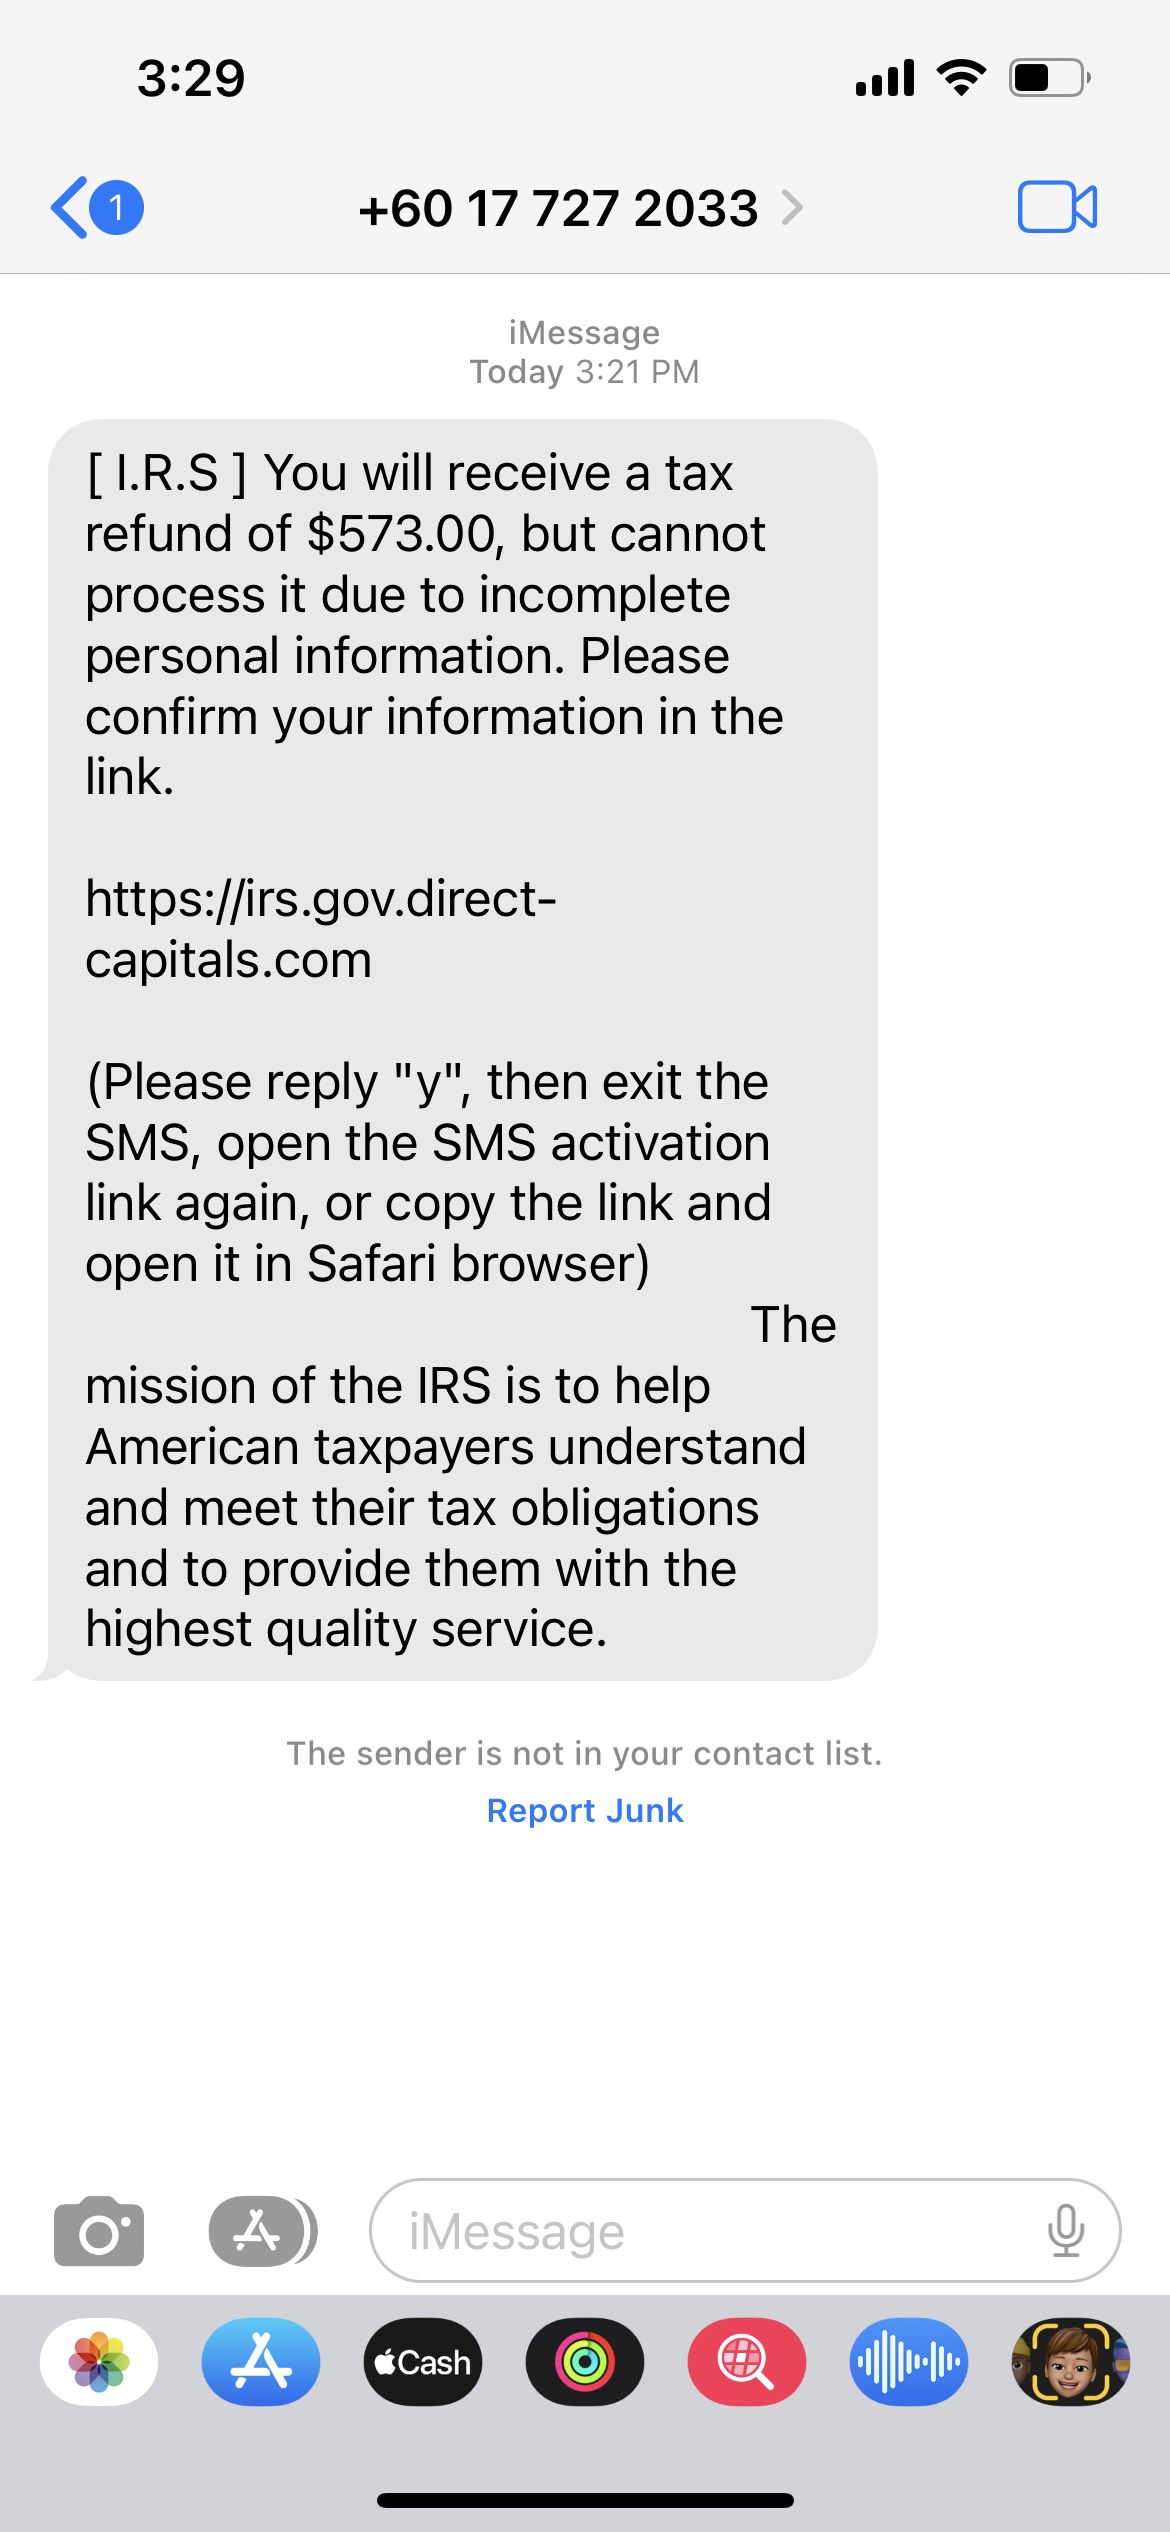 3:29
1
+60 17 727 2033
iMessage
Today 3:21 PM
[ I.R.S ] You will receive a tax
refund of $573.00, but cannot
process it due to incomplete
personal information. Please
confirm your information in the
link.
https://irs.gov.direct-
capitals.com
(Please reply "y", then exit the
SMS, open the SMS activation
link again, or copy the link and
open it in Safari browser)
The
mission of the IRS is to help
American taxpayers understand
and meet their tax obligations
and to provide them with the
highest quality service.
The sender is not in your contact list.
Report Junk
iMessage
Cash